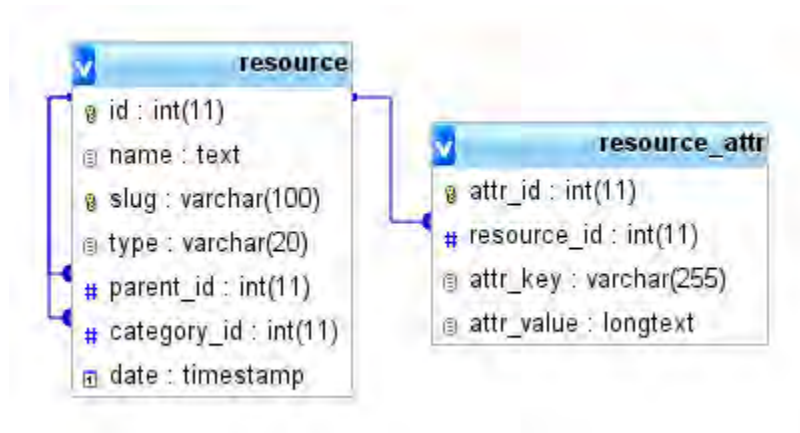 resource
id : int(11)
name : text
slug : varchar(100)
type : varchar(20)
# parent_id : int(11)
# category_id : int(11)
date : timestamp
resource_attr
attr_id : int(11)
# resource_id : int(11)
attr_key : varchar(255)
attr_value : longtext